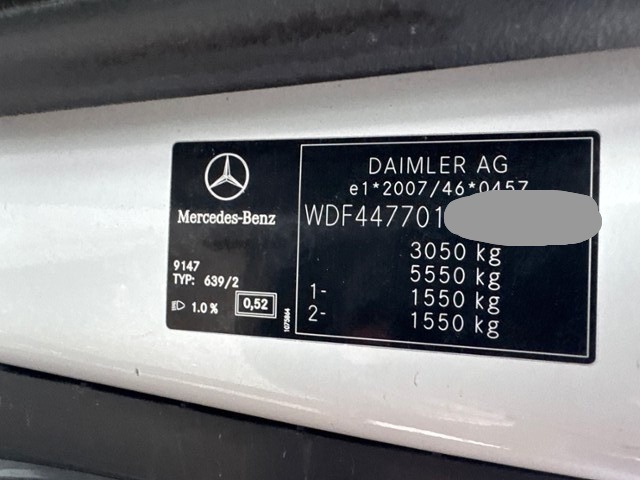 Mercedes-Benz
9147
TYP: 639/2
1.0 %
0,52
1075864
DAIMLER AG
e1*2007/46*0457
WDF447701
3050 kg
5550 kg
1- 1550 kg
2- 1550 kg